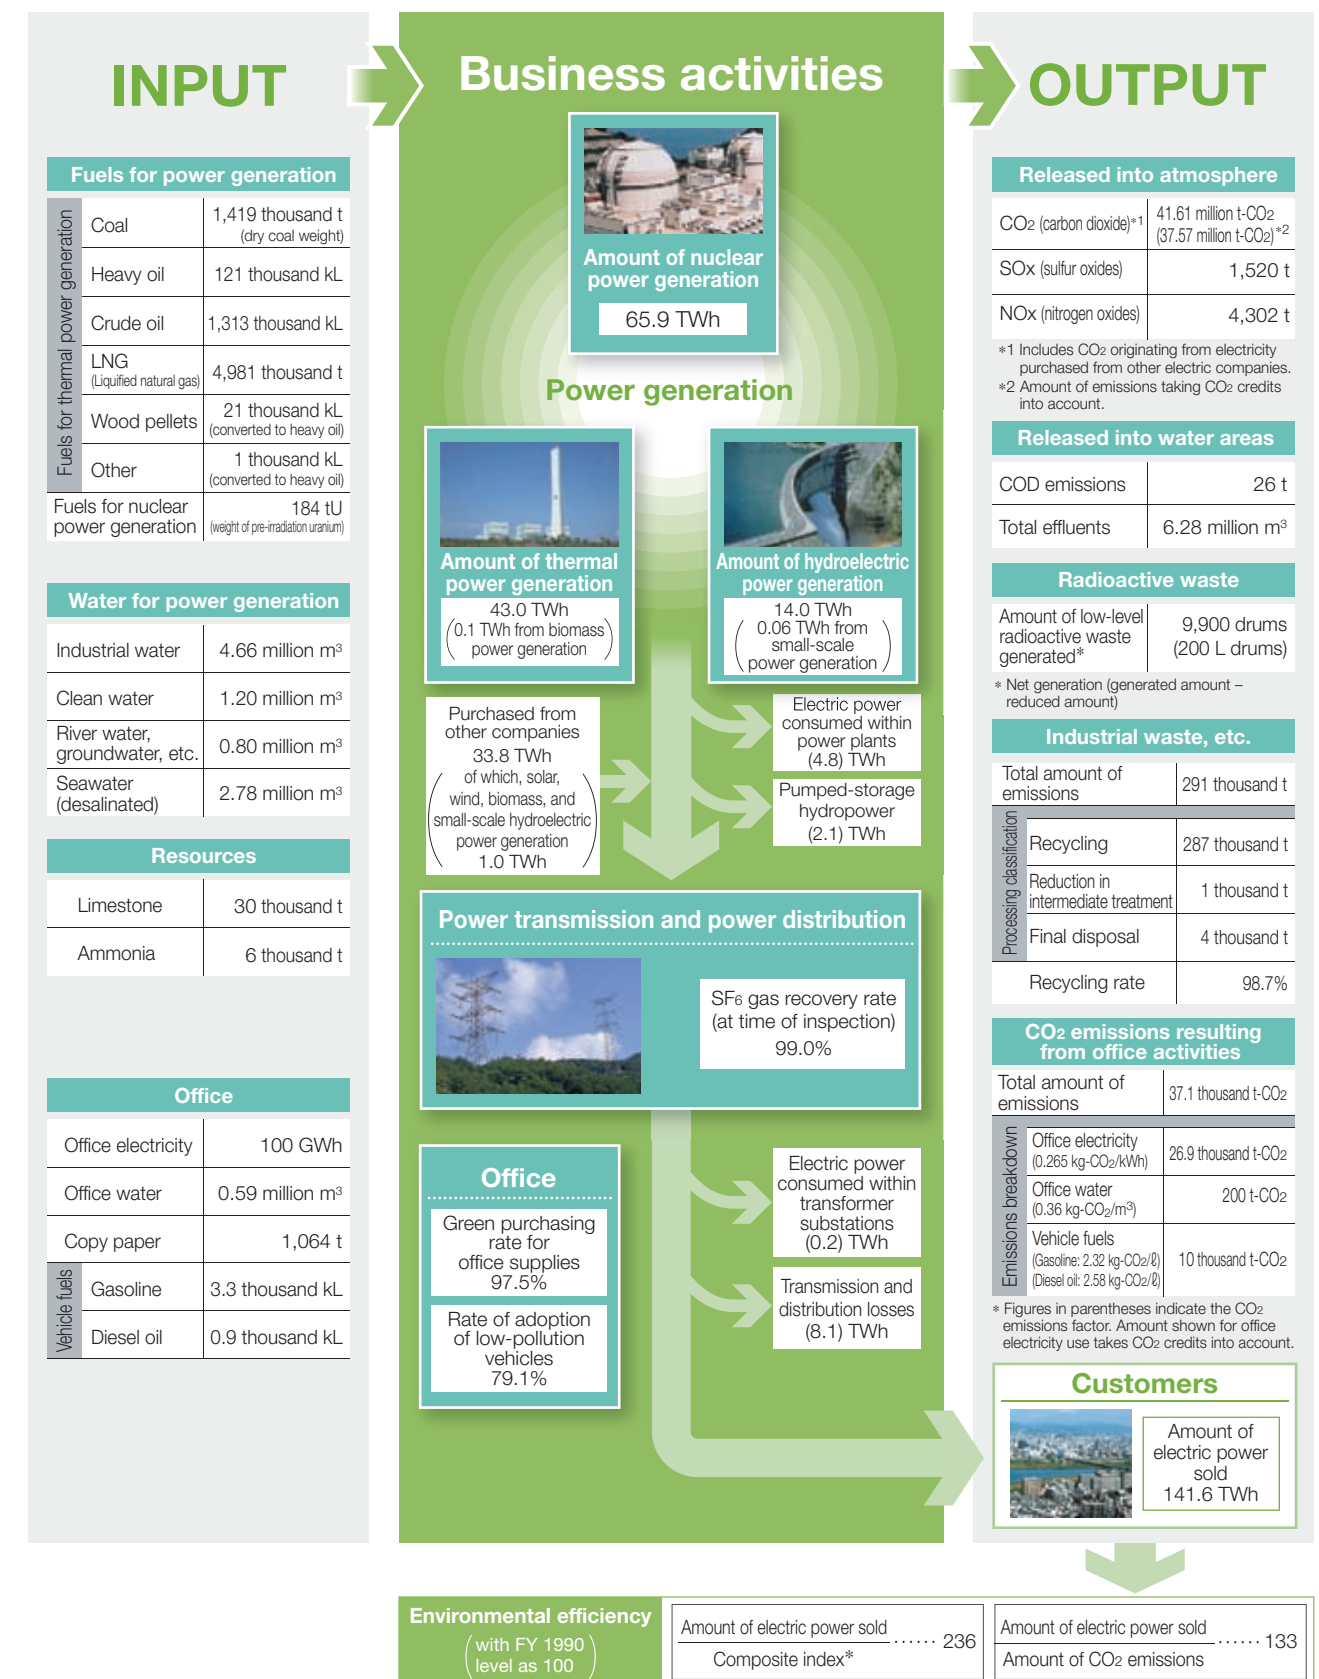 INPUT
Fuels for power generation
Fuels for thermal power generation
Coal
1,419 thousand t
(dry coal weight)
Heavy oil
121 thousand kL
Crude oil
1,313 thousand kL
LNG
(Liquified natural gas)
4,981 thousand t
Wood pellets
21 thousand kL
(converted to heavy oil)
Other
1 thousand kL
(converted to heavy oil)
Fuels for nuclear
power generation
184 tU
(weight of pre-irradiation uranium)
Water for power generation
Industrial water
4.66 million m³
Clean water
1.20 million m³
River water,
groundwater, etc.
0.80 million m³
Seawater
(desalinated)
2.78 million m³
Resources
Limestone
30 thousand t
Ammonia
6 thousand t
Office
Office electricity
100 GWh
Office water
0.59 million m³
Copy paper
1,064 t
Vehicle fuels
Gasoline
3.3 thousand kL
Diesel oil
0.9 thousand kL
Business activities
Amount of nuclear
power generation
65.9 TWh
Power generation
Amount of thermal
power generation
43.0 TWh
(0.1 TWh from biomass
power generation)
Amount of hydroelectric
power generation
14.0 TWh
(0.06 TWh from
small-scale
power generation)
Purchased from
other companies
33.8 TWh
(of which, solar,
wind, biomass, and
small-scale hydroelectric
power generation
1.0 TWh)
Electric power
consumed within
power plants
(4.8) TWh
Pumped-storage
hydropower
(2.1) TWh
Power transmission and power distribution
SF6 gas recovery rate
(at time of inspection)
99.0%
Office
Green purchasing
rate for
office supplies
97.5%
Rate of adoption
of low-pollution
vehicles
79.1%
Electric power
consumed within
transformer
substations
(0.2) TWh
Transmission and
distribution losses
(8.1) TWh
OUTPUT
Released into atmosphere
CO2 (carbon dioxide)*1
41.61 million t-CO2
(37.57 million t-CO2)*2
SOx (sulfur oxides)
1,520 t
NOx (nitrogen oxides)
4,302 t
*1 Includes CO2 originating from electricity
purchased from other electric companies.
*2 Amount of emissions taking CO2 credits
into account.
Released into water areas
COD emissions
26 t
Total effluents
6.28 million m³
Radioactive waste
Amount of low-level
radioactive waste
generated*
9,900 drums
(200 L drums)
* Net generation (generated amount –
reduced amount)
Industrial waste, etc.
Total amount of
emissions
291 thousand t
Processing classification
Recycling
287 thousand t
Reduction in
intermediate treatment
1 thousand t
Final disposal
4 thousand t
Recycling rate
98.7%
CO2 emissions resulting
from office activities
Total amount of
emissions
37.1 thousand t-CO2
Emissions breakdown
Office electricity
(0.265 kg-CO2/kWh)
26.9 thousand t-CO2
Office water
(0.36 kg-CO2/m³)
200 t-CO2
Vehicle fuels
(Gasoline: 2.32 kg-CO2/ℓ)
(Diesel oil: 2.58 kg-CO2/ℓ)
10 thousand t-CO2
* Figures in parentheses indicate the CO2
emissions factor. Amount shown for office
electricity use takes CO2 credits into account.
Customers
Amount of
electric power
sold
141.6 TWh
Environmental efficiency
(with FY 1990
level as 100)
Amount of electric power sold
Composite index*
······ 236
Amount of electric power sold
Amount of CO2 emissions
······ 133